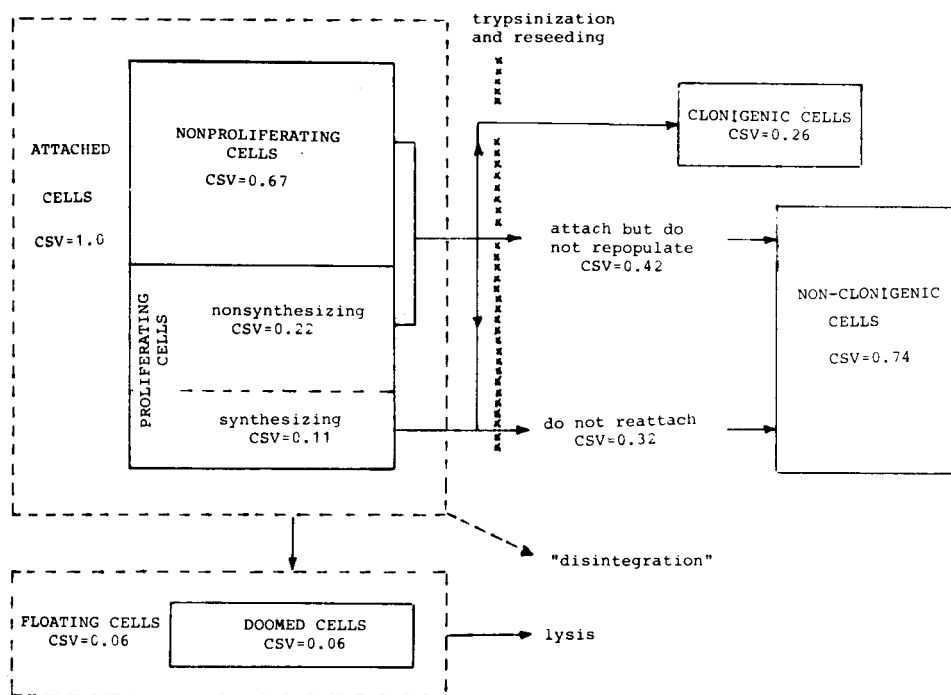 trypsinization
and reseeding
NONPROLIFERATING
CELLS
CSV=0.67
ATTACHED
CELLS
CSV=1.0
PROLIFERATING
CELLS
nonsynthesizing
CSV=0.22
synthesizing
CSV=0.11
CLONIGENIC CELLS
CSV=0.26
attach but do
not repopulate
CSV=0.42
NON-CLONIGENIC
CELLS
CSV=0.74
do not reattach
CSV=0.32
"disintegration"
FLOATING CELLS
CSV=0.06
DOOMED CELLS
CSV=0.06
lysis